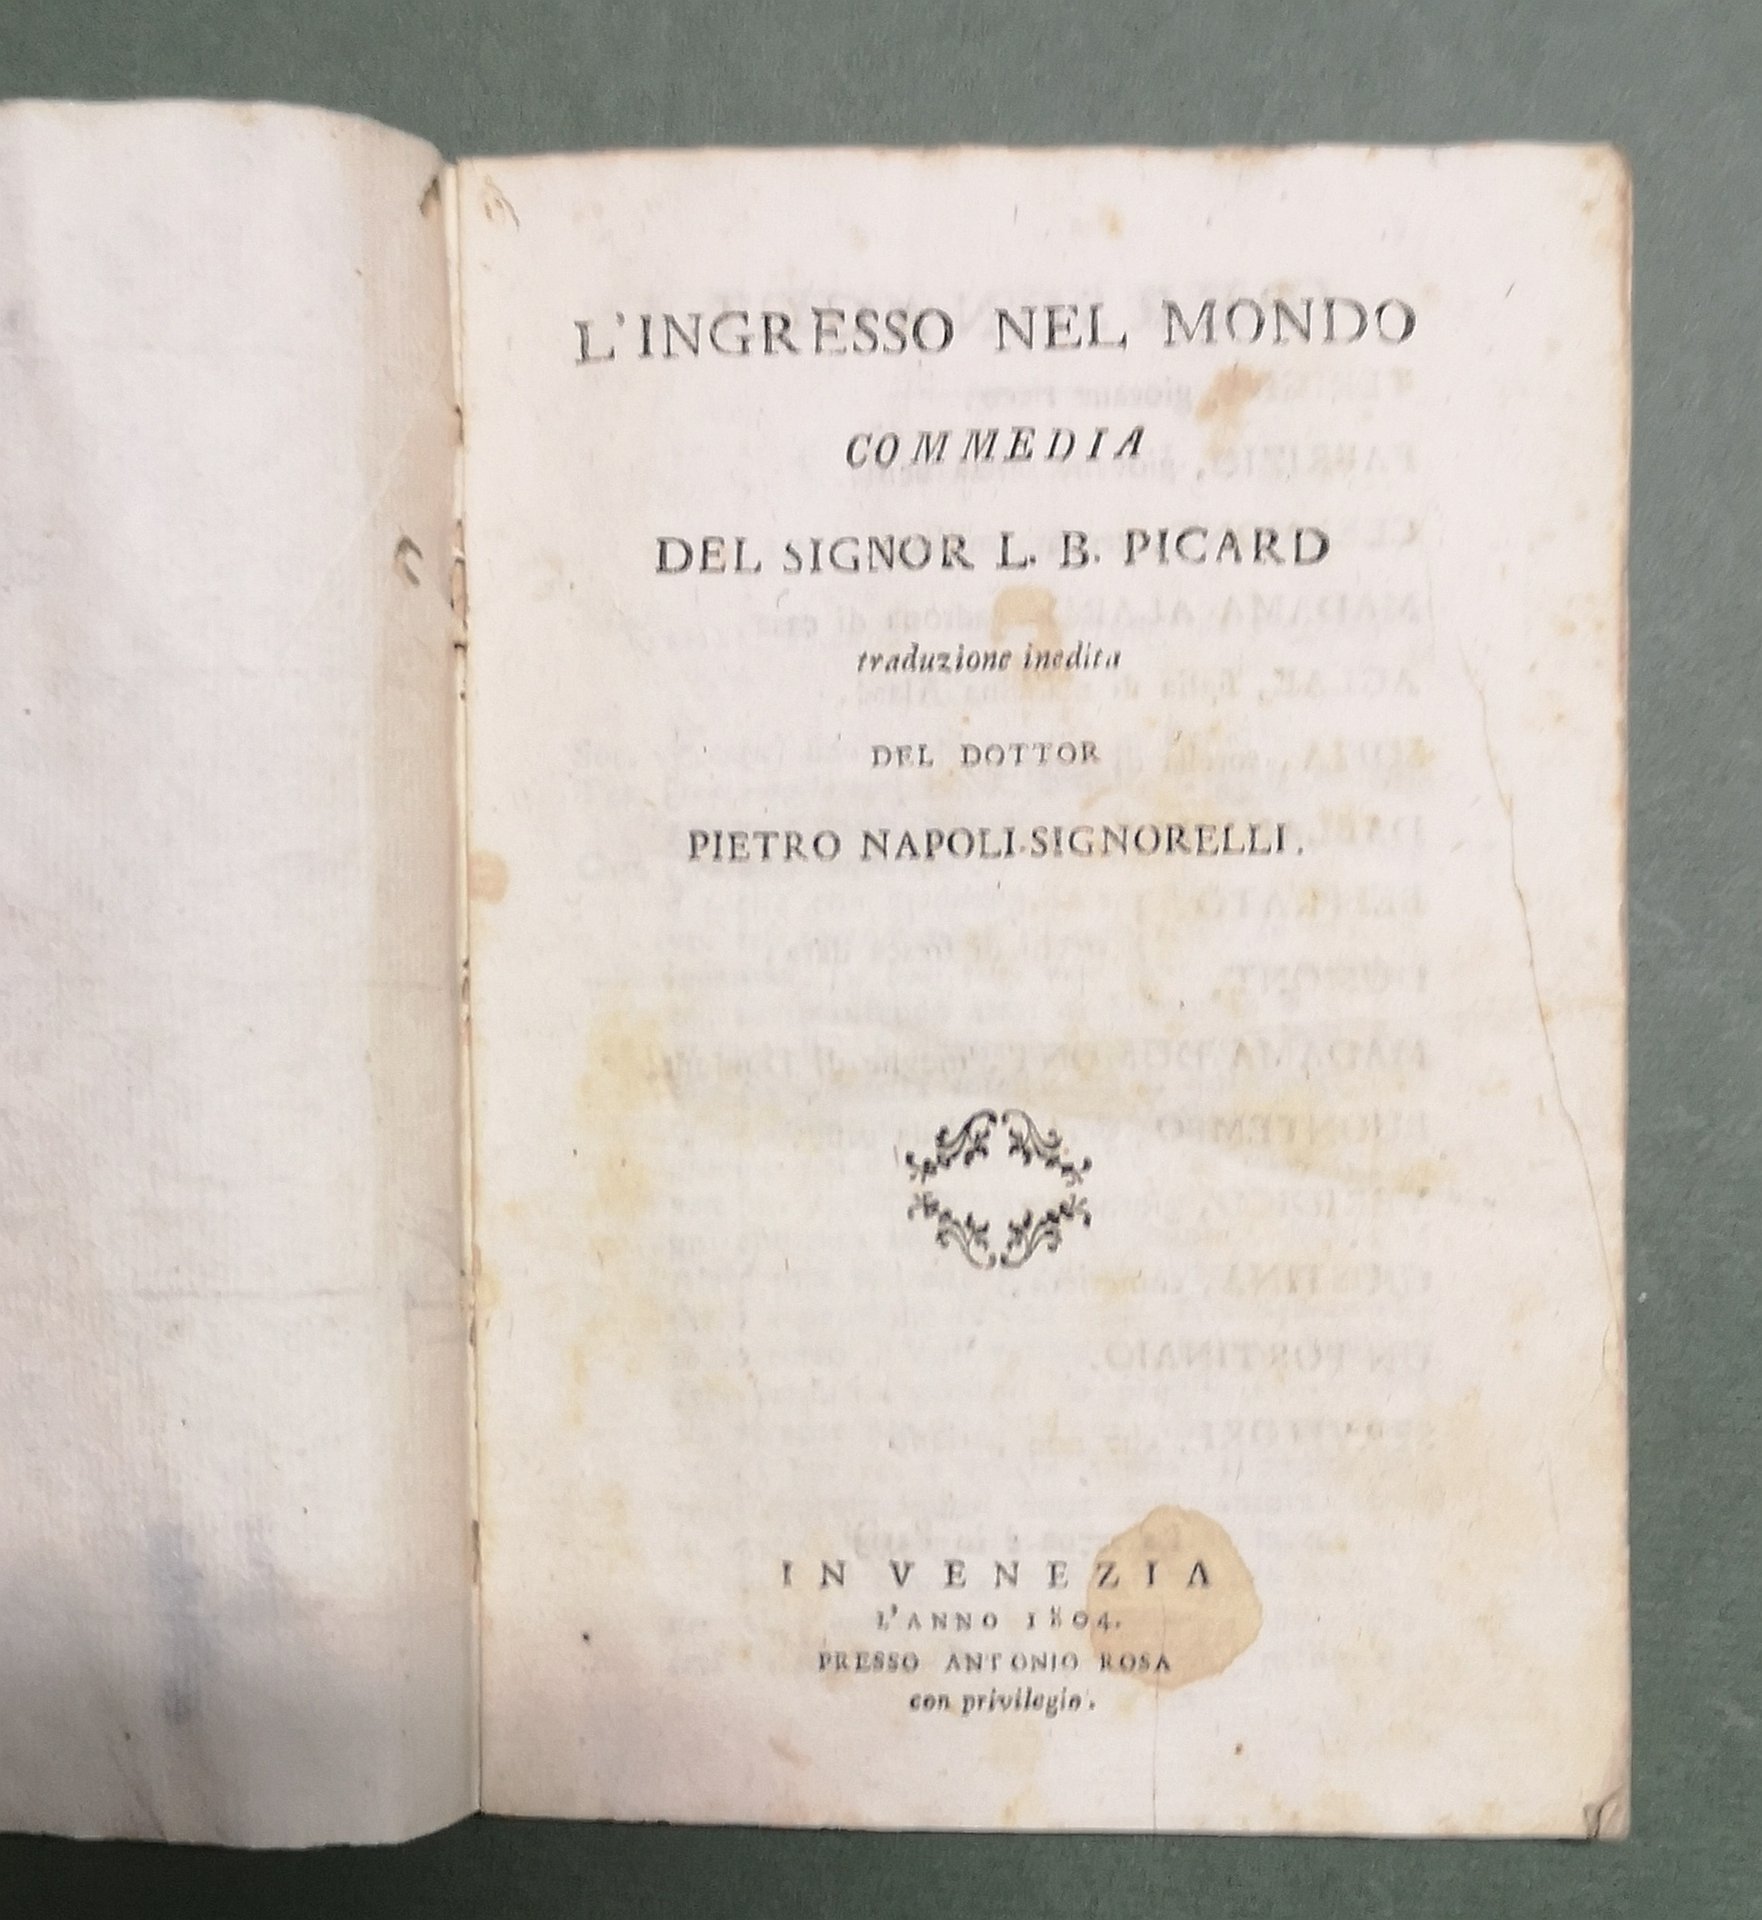 L'INGRESSO NEL MONDO
COMMEDIA
DEL SIGNOR L. B. PICARD
traduzione inedita
DEL DOTTOR
PIETRO NAPOLI-SIGNORELLI.
IN VENEZIA
L'ANNO 1804.
PRESSO ANTONIO ROSA
con privilegio.